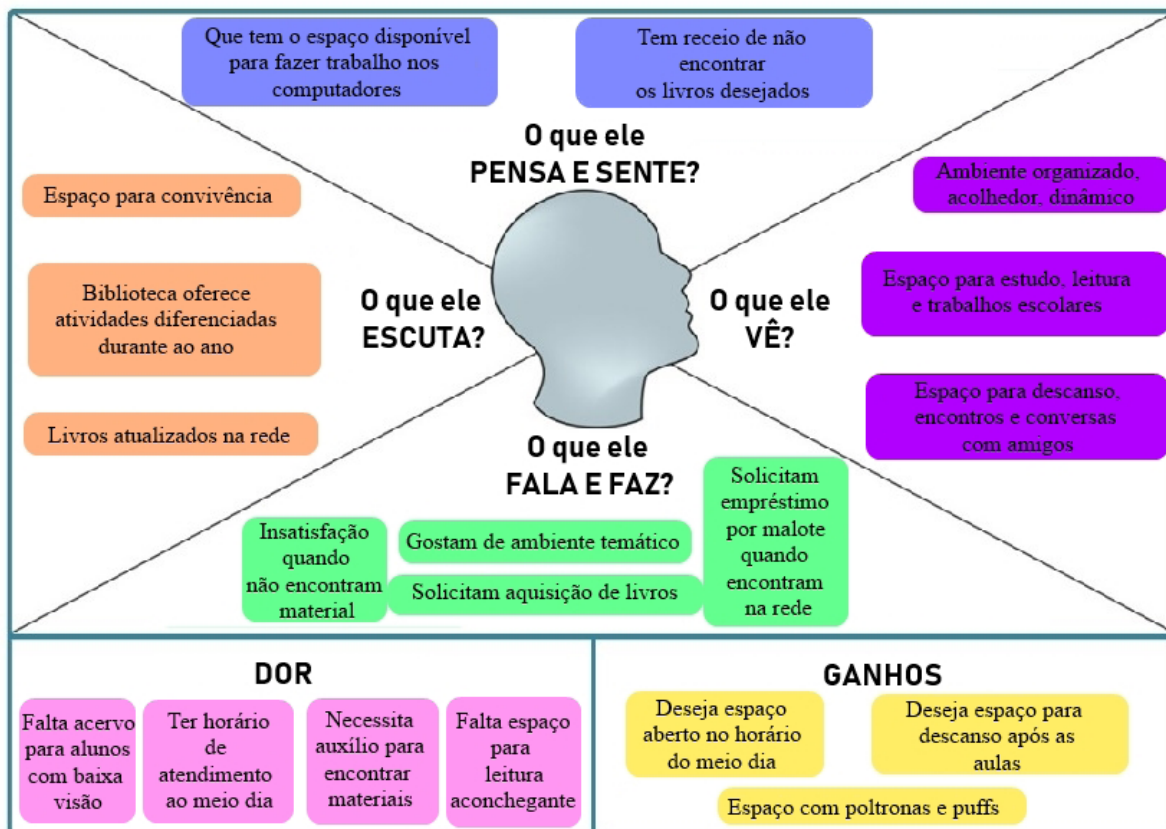 Que tem o espaço disponível
para fazer trabalho nos
computadores
Tem receio de não
encontrar
os livros desejados
O que ele
PENSA E SENTE?
Espaço para convivência
Biblioteca oferece
atividades diferenciadas
durante ao ano
Livros atualizados na rede
O que ele
ESCUTA?
O que ele
VÊ?
Ambiente organizado,
acolhedor, dinâmico
Espaço para estudo, leitura
e trabalhos escolares
Espaço para descanso,
encontros e conversas
com amigos
O que ele
FALA E FAZ?
Insatisfação
quando
não encontram
material
Gostam de ambiente temático
Solicitam aquisição de livros
Solicitam
empréstimo
por malote
quando
encontram
na rede
DOR
Falta acervo
para alunos
com baixa
visão
Ter horário
de
atendimento
ao meio dia
Necessita
auxílio para
encontrar
materiais
Falta espaço
para
leitura
aconchegante
GANHOS
Deseja espaço
aberto no horário
do meio dia
Deseja espaço para
descanso após as
aulas
Espaço com poltronas e puffs